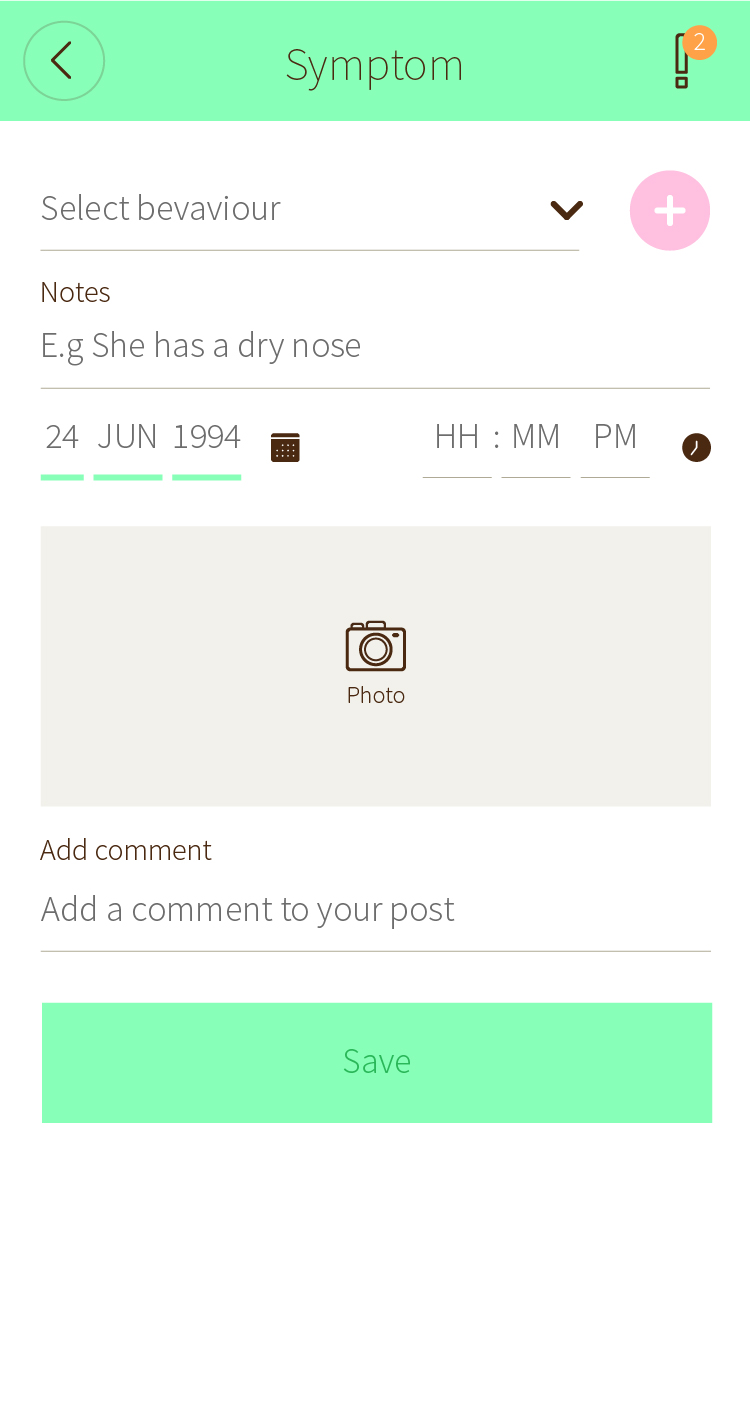 Symptom
2
Select bevaviour
Notes
E.g She has a dry nose
24 JUN 1994 HH : MM PM
Photo
Add comment
Add a comment to your post
Save